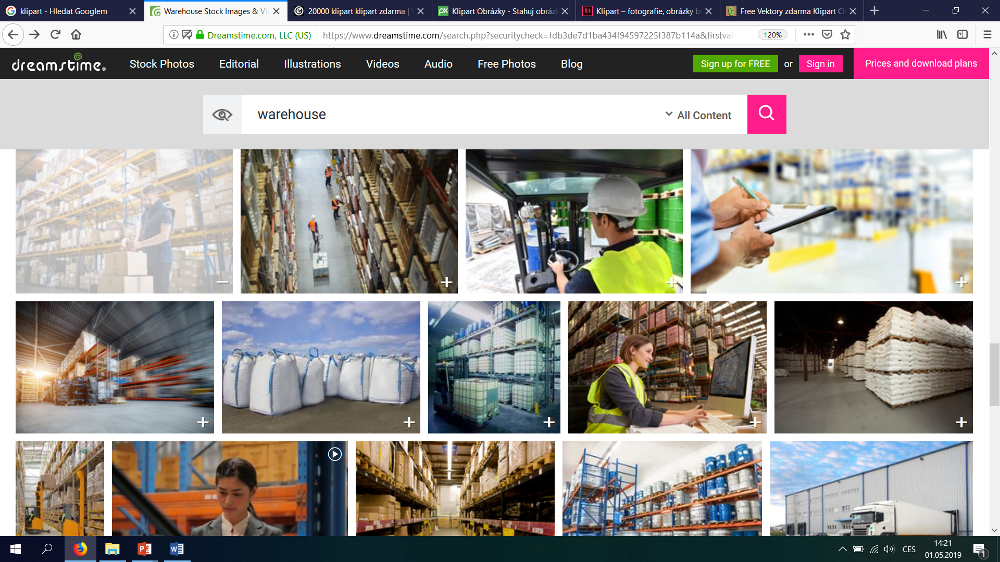 klipart - Hledat Googlem
Warehouse Stock Images & Vi
20000 klipart klipart zdarma |
Klipart Obrázky - Stahuj obráz
Klipart – fotografie, obrázky b
Free Vektory zdarma Klipart C
Dreamstime.com, LLC (US)
https://www.dreamstime.com/search.php?securitycheck=fdb3de7d1ba434f94597225f387b114a&firstval
120%
dreamstime®
Stock Photos
Editorial
Illustrations
Videos
Audio
Free Photos
Blog
Sign up for FREE
or
Sign in
Prices and download plans
warehouse
All Content
CES
14:21
01.05.2019
1